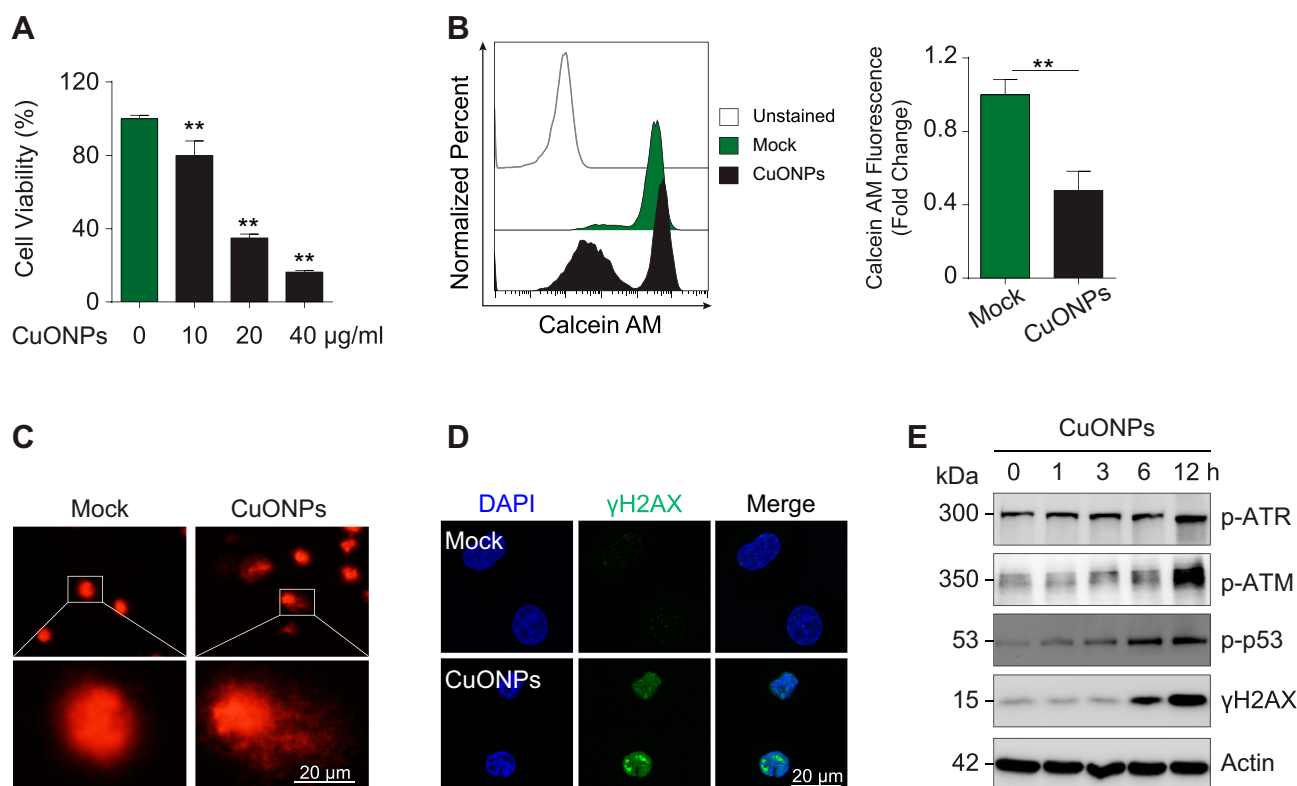 A
Cell Viability (%)
120
80
40
0
** ** **
CuONPs 0 10 20 40 µg/ml
B
Normalized Percent
Calcein AM
Unstained
Mock
CuONPs
Calcein AM Fluorescence
(Fold Change)
1.2
0.8
0.4
0
**
Mock
CuONPs
C
Mock CuONPs
20 µm
D
DAPI γH2AX Merge
Mock
CuONPs
20 µm
E
CuONPs
kDa 0 1 3 6 12 h
300 p-ATR
350 p-ATM
53 p-p53
15 γH2AX
42 Actin